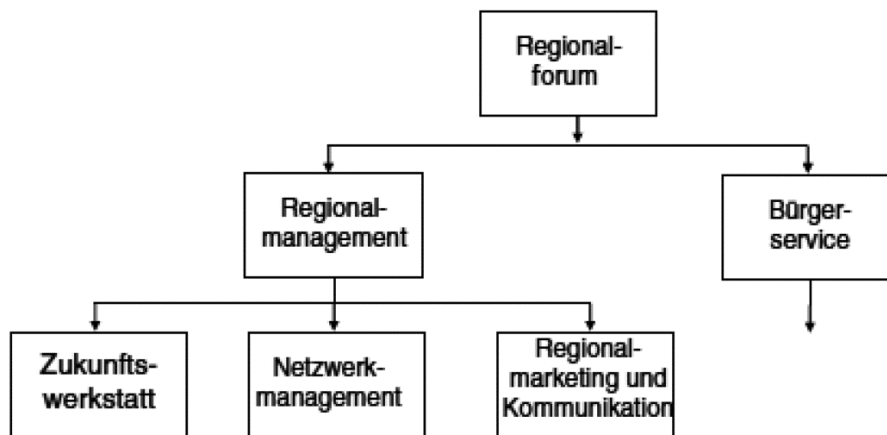 Regional-
forum
Regional-
management
Bürger-
service
Zukunfts-
werkstatt
Netzwerk-
management
Regional-
marketing und
Kommunikation